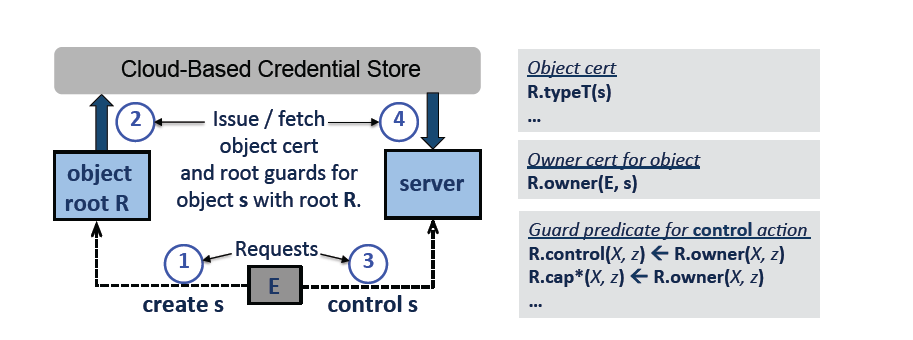 Cloud-Based Credential Store
2
Issue / fetch
4
object cert
and root guards for
object s with root R.
object
root R
server
Requests
1
3
E
create s
control s
Object cert
R.typeT(s)
...
Owner cert for object
R.owner(E, s)
Guard predicate for control action
R.control(X, z) ← R.owner(X, z)
R.cap*(X, z) ← R.owner(X, z)
...